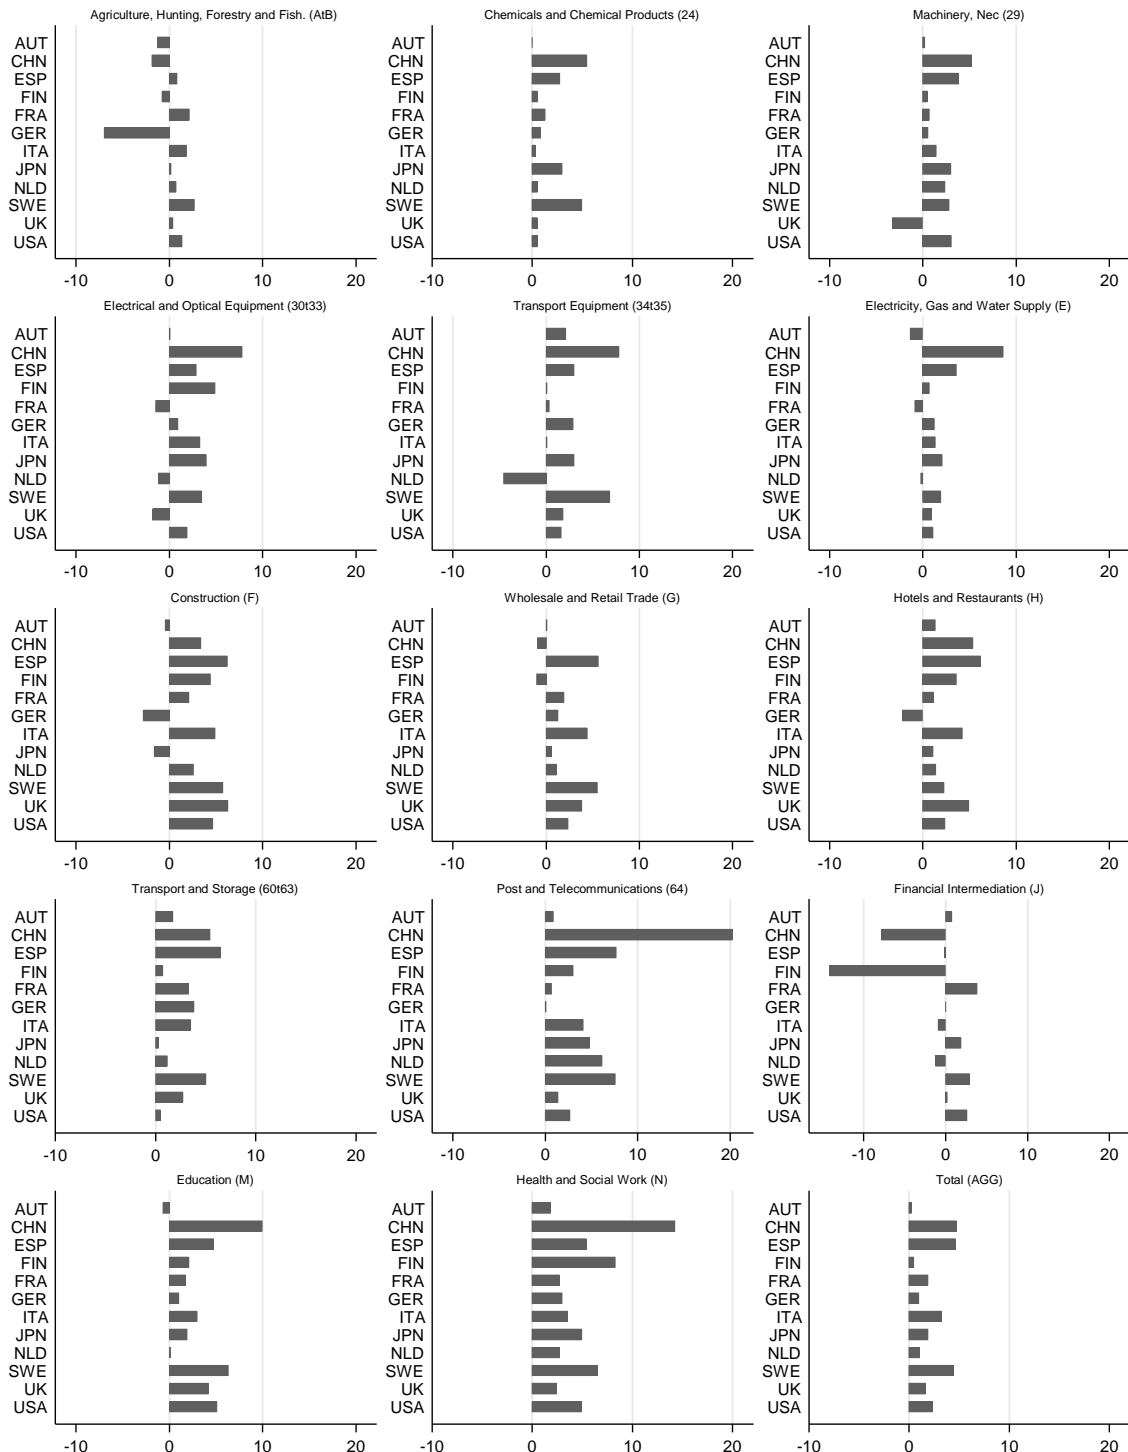 Agriculture, Hunting, Forestry and Fish. (AtB)
AUT
CHN
ESP
FIN
FRA
GER
ITA
JPN
NLD
SWE
UK
USA
-10 0 10 20
Chemicals and Chemical Products (24)
AUT
CHN
ESP
FIN
FRA
GER
ITA
JPN
NLD
SWE
UK
USA
-10 0 10 20
Machinery, Nec (29)
AUT
CHN
ESP
FIN
FRA
GER
ITA
JPN
NLD
SWE
UK
USA
-10 0 10 20
Electrical and Optical Equipment (30t33)
AUT
CHN
ESP
FIN
FRA
GER
ITA
JPN
NLD
SWE
UK
USA
-10 0 10 20
Transport Equipment (34t35)
AUT
CHN
ESP
FIN
FRA
GER
ITA
JPN
NLD
SWE
UK
USA
-10 0 10 20
Electricity, Gas and Water Supply (E)
AUT
CHN
ESP
FIN
FRA
GER
ITA
JPN
NLD
SWE
UK
USA
-10 0 10 20
Construction (F)
AUT
CHN
ESP
FIN
FRA
GER
ITA
JPN
NLD
SWE
UK
USA
-10 0 10 20
Wholesale and Retail Trade (G)
AUT
CHN
ESP
FIN
FRA
GER
ITA
JPN
NLD
SWE
UK
USA
-10 0 10 20
Hotels and Restaurants (H)
AUT
CHN
ESP
FIN
FRA
GER
ITA
JPN
NLD
SWE
UK
USA
-10 0 10 20
Transport and Storage (60t63)
AUT
CHN
ESP
FIN
FRA
GER
ITA
JPN
NLD
SWE
UK
USA
-10 0 10 20
Post and Telecommunications (64)
AUT
CHN
ESP
FIN
FRA
GER
ITA
JPN
NLD
SWE
UK
USA
-10 0 10 20
Financial Intermediation (J)
AUT
CHN
ESP
FIN
FRA
GER
ITA
JPN
NLD
SWE
UK
USA
-10 0 10 20
Education (M)
AUT
CHN
ESP
FIN
FRA
GER
ITA
JPN
NLD
SWE
UK
USA
-10 0 10 20
Health and Social Work (N)
AUT
CHN
ESP
FIN
FRA
GER
ITA
JPN
NLD
SWE
UK
USA
-10 0 10 20
Total (AGG)
AUT
CHN
ESP
FIN
FRA
GER
ITA
JPN
NLD
SWE
UK
USA
-10 0 10 20